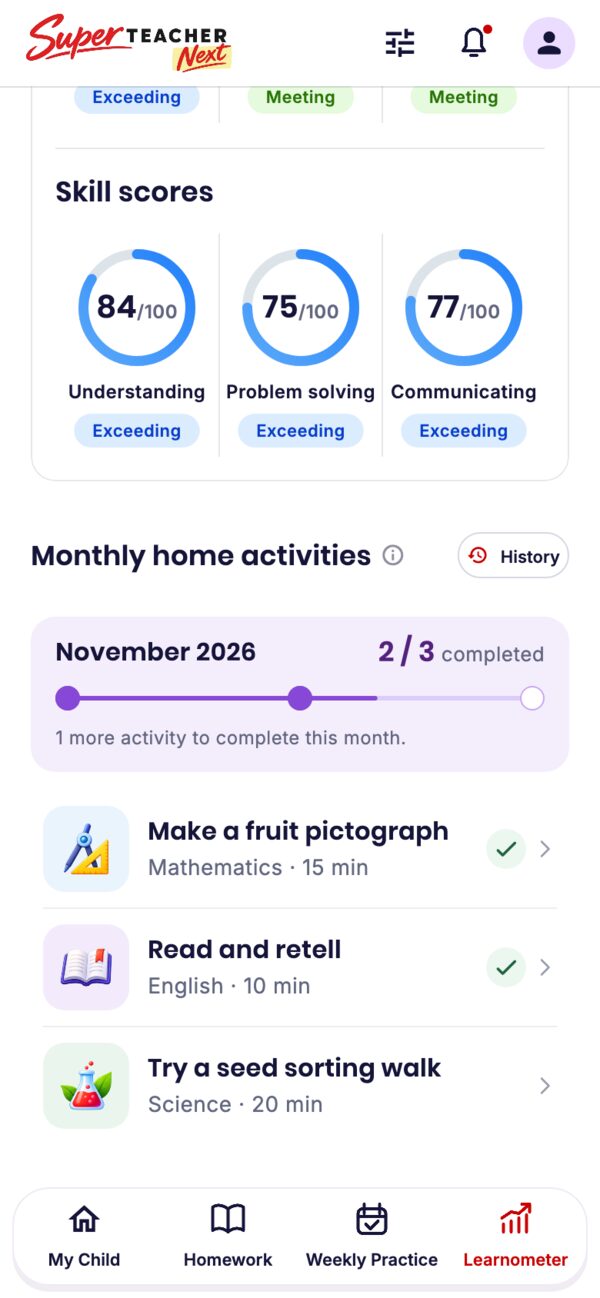 Super TEACHER
Next
Exceeding Meeting Meeting
Skill scores
84/100 75/100 77/100
Understanding Problem solving Communicating
Exceeding Exceeding Exceeding
Monthly home activities History
November 2026 2 / 3 completed
1 more activity to complete this month.
Make a fruit pictograph
Mathematics · 15 min
Read and retell
English · 10 min
Try a seed sorting walk
Science · 20 min
My Child Homework Weekly Practice Learnometer